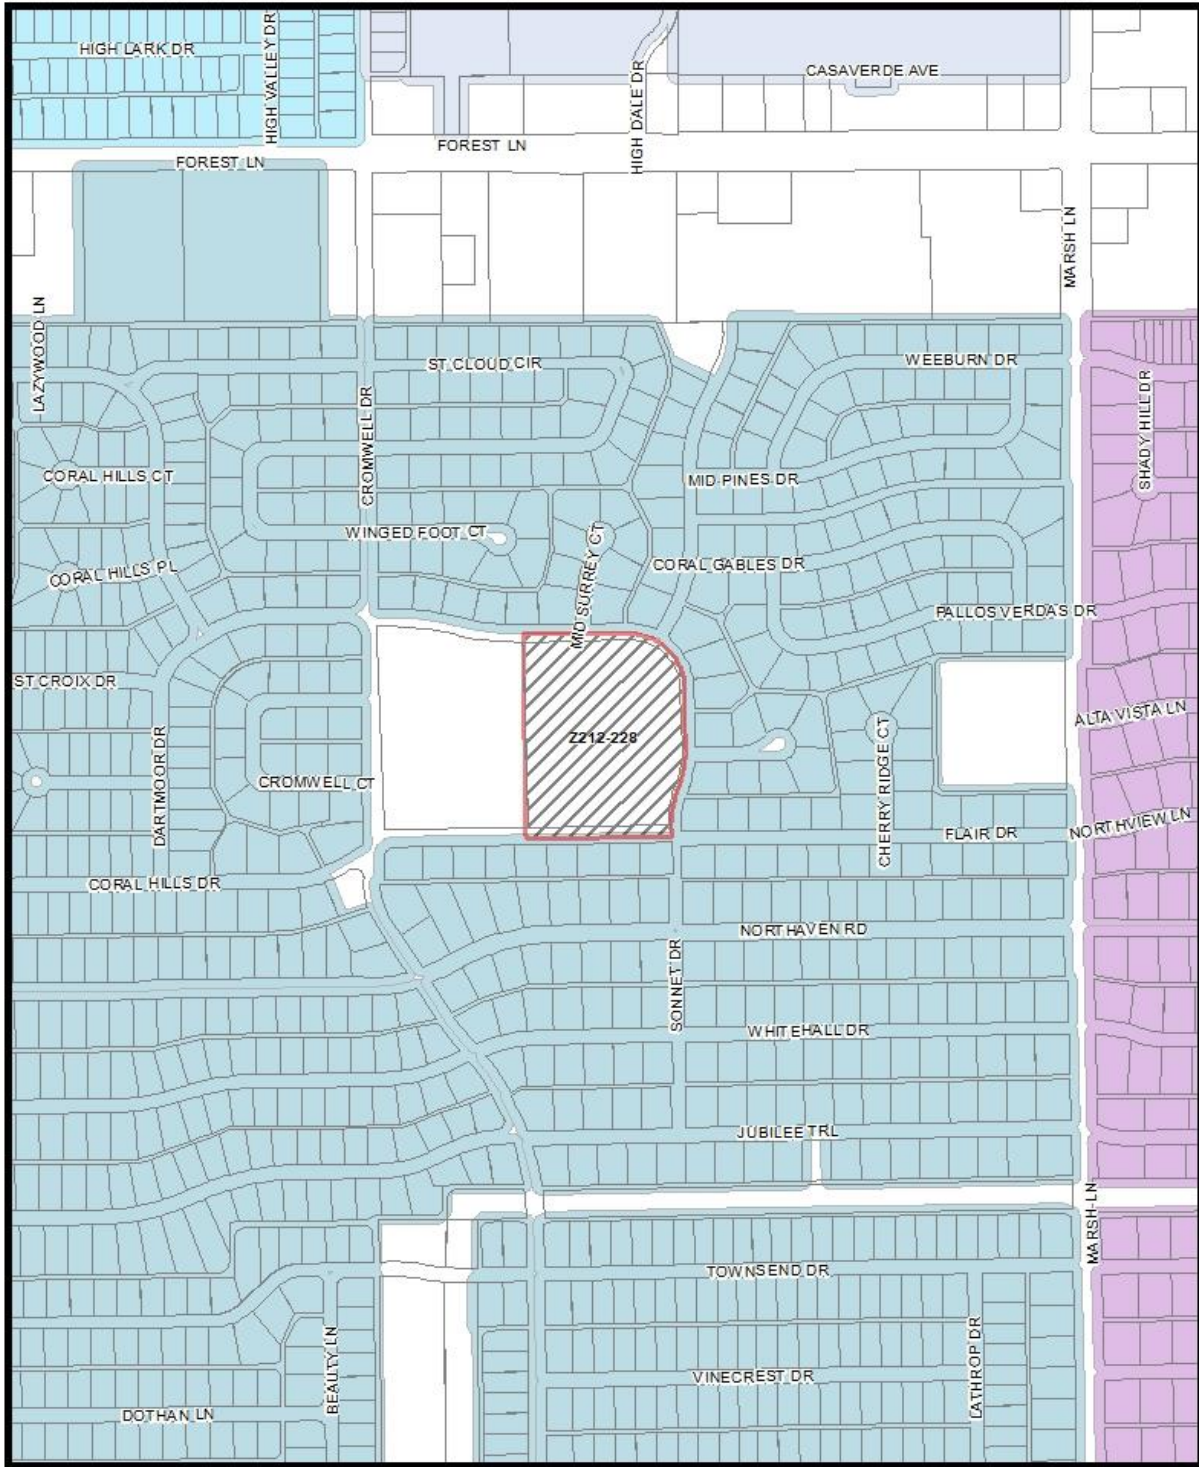 HIGH LARK DR
HIGH VALLEY DR
HIGH DALE DR
CASAVERDE AVE
FOREST LN
FOREST LN
MARSH LN
LAZYWOOD LN
ST CLOUD CIR
WEEBURN DR
CROMWELL DR
SHADY HILL DR
CORAL HILLS CT
MID PINES DR
WINGED FOOT CT
MID SURREY CT
CORAL GABLES DR
CORAL HILLS PL
PALLOS VERDAS DR
ST CROIX DR
ALTA VISTA LN
Z212-228
DARTMOOR DR
CROMWELL CT
CHERRY RIDGE CT
FLAIR DR
NORTHVIEW LN
CORAL HILLS DR
NORTHAVEN RD
SONNET DR
WHITEHALL DR
JUBILEE TRL
MARSH LN
TOWNSEND DR
BEAUTY LN
LATHROP DR
VINECREST DR
DOTHAN LN